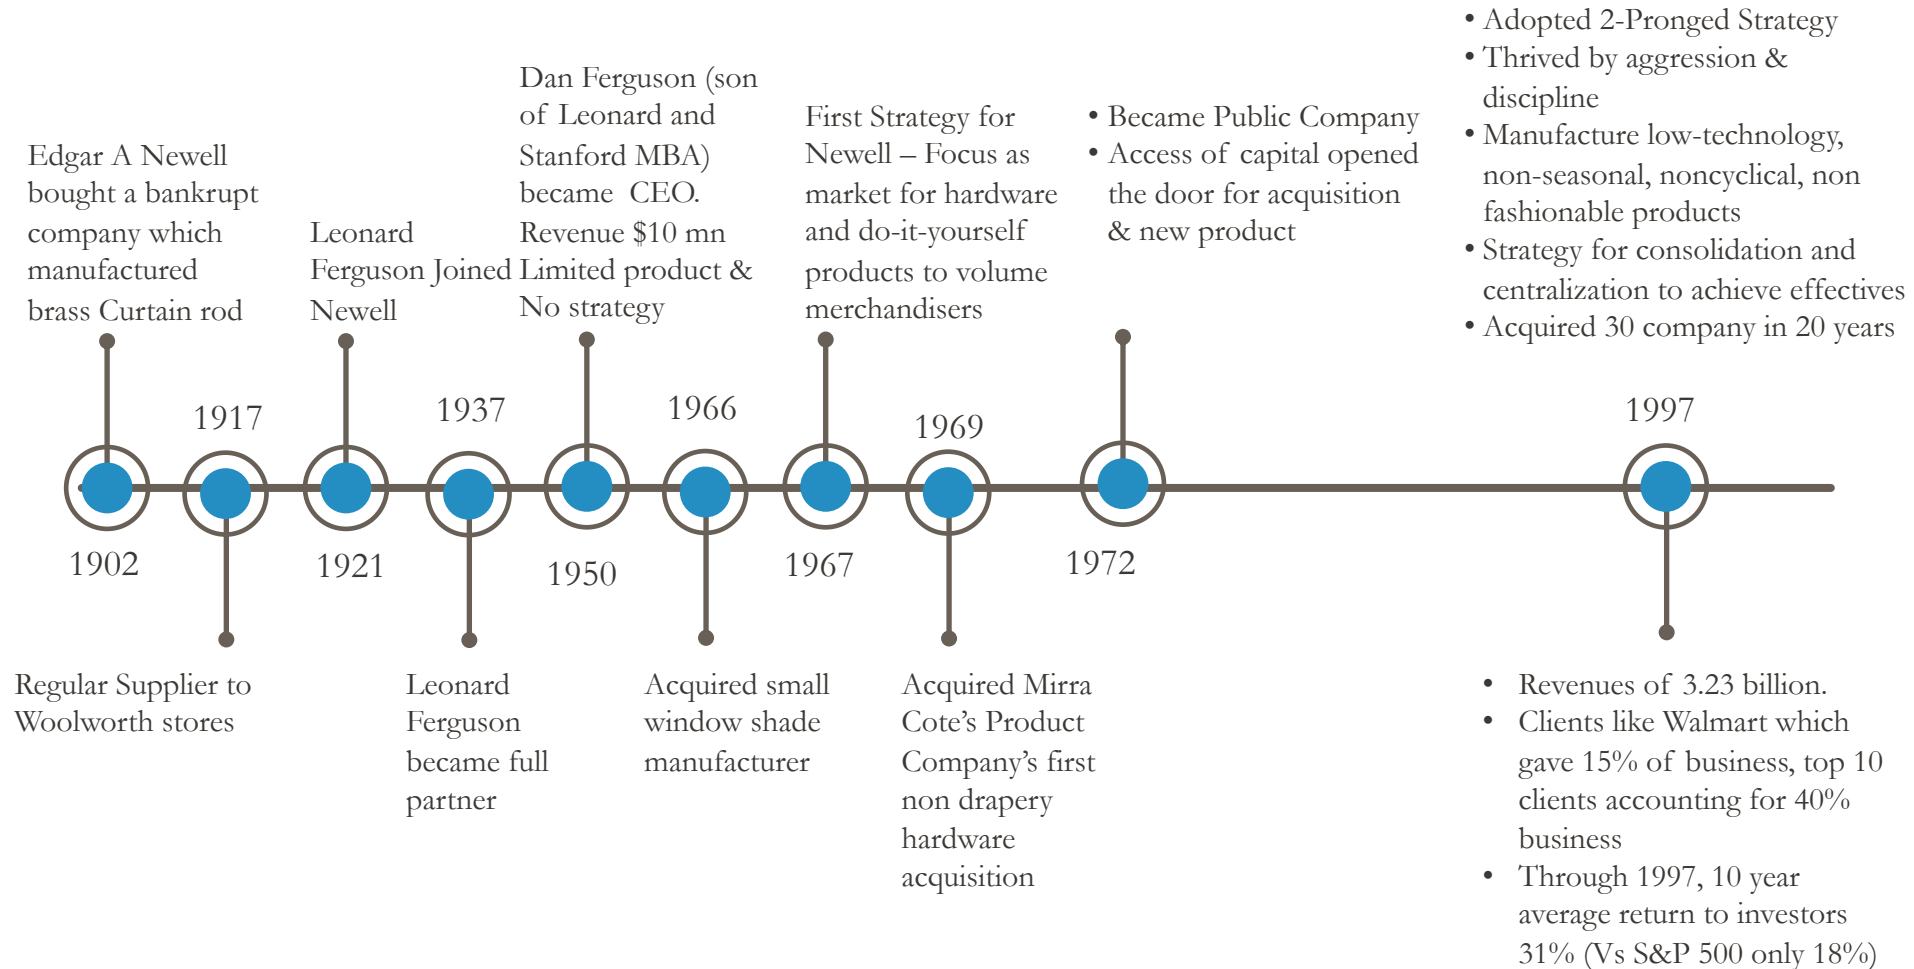 Edgar A Newell
bought a bankrupt
company which
manufactured
brass Curtain rod
1902
1917
Regular Supplier to
Woolworth stores
Leonard
Ferguson Joined
Newell
1921
1937
Leonard
Ferguson
became full
partner
Dan Ferguson (son
of Leonard and
Stanford MBA)
became CEO.
Revenue $10 mn
Limited product &
No strategy
1950
1966
Acquired small
window shade
manufacturer
First Strategy for
Newell – Focus as
market for hardware
and do-it-yourself
products to volume
merchandisers
1967
1969
Acquired Mirra
Cote’s Product
Company’s first
non drapery
hardware
acquisition
• Became Public Company
• Access of capital opened
the door for acquisition
& new product
1972
• Adopted 2-Pronged Strategy
• Thrived by aggression &
discipline
• Manufacture low-technology,
non-seasonal, noncyclical, non
fashionable products
• Strategy for consolidation and
centralization to achieve effectives
• Acquired 30 company in 20 years
1997
• Revenues of 3.23 billion.
• Clients like Walmart which
gave 15% of business, top 10
clients accounting for 40%
business
• Through 1997, 10 year
average return to investors
31% (Vs S&P 500 only 18%)